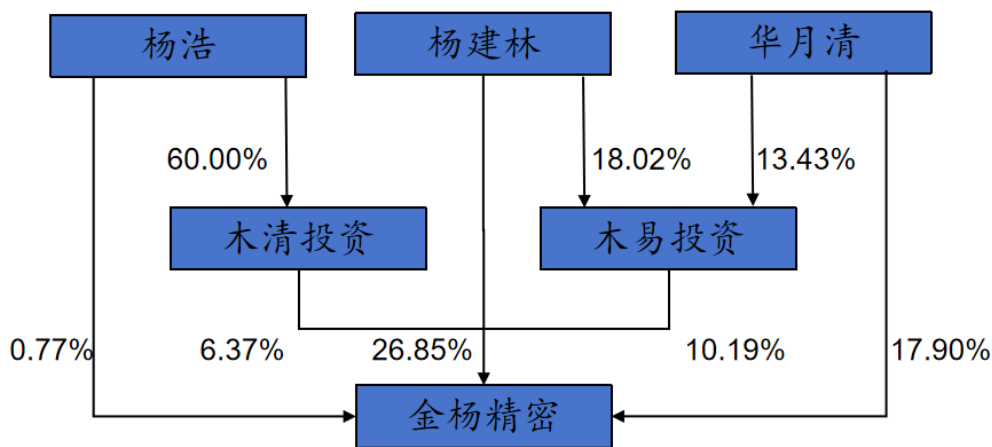 杨浩
杨建林
华月清
60.00%
18.02%
13.43%
木清投资
木易投资
0.77%
6.37%
26.85%
10.19%
17.90%
金杨精密